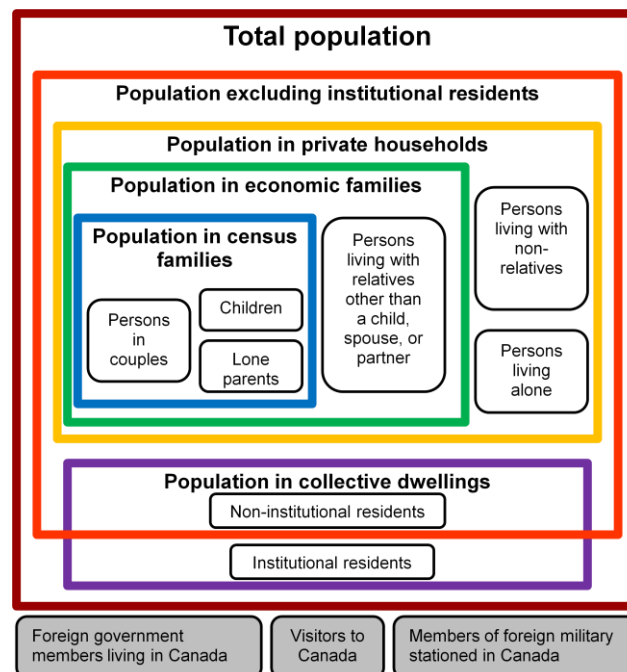 Total population
Population excluding institutional residents
Population in private households
Population in economic families
Population in census
families
Persons
in
couples
Children
Lone
parents
Persons
living with
relatives
other than
a child,
spouse, or
partner
Persons
living with
non-
relatives
Persons
living
alone
Population in collective dwellings
Non-institutional residents
Institutional residents
Foreign government
members living in Canada
Visitors to
Canada
Members of foreign military
stationed in Canada